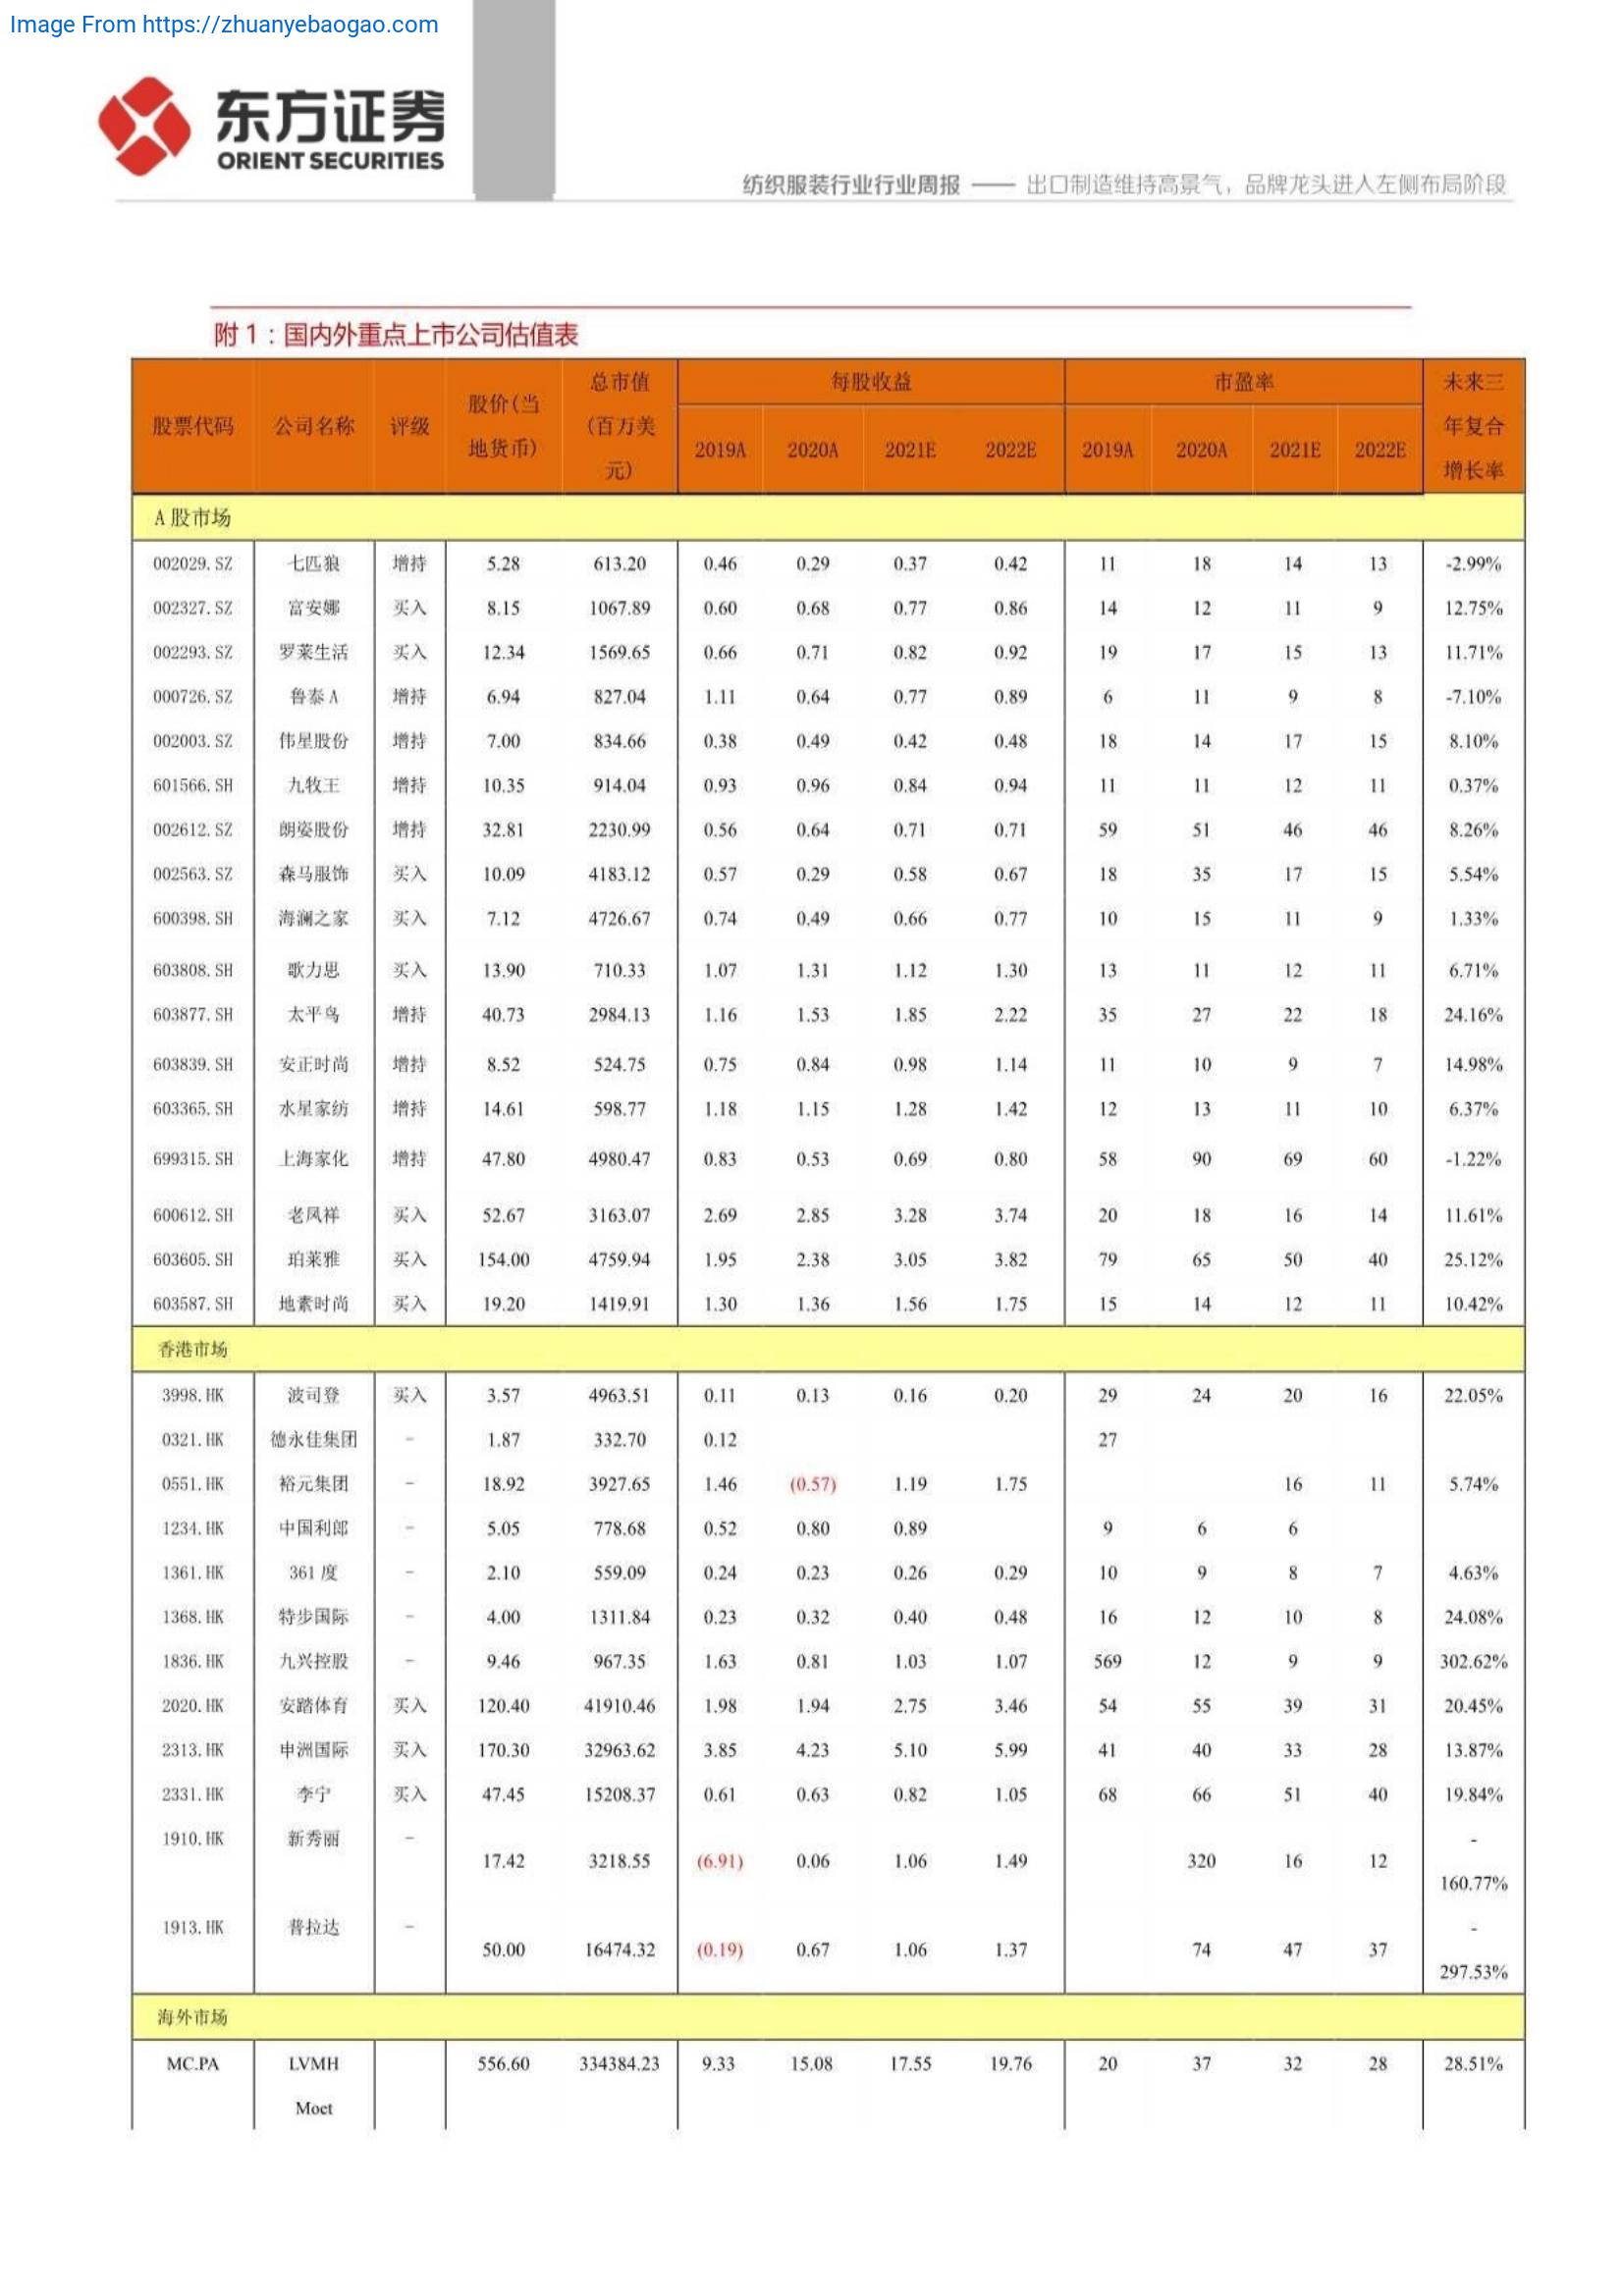 Image From https://zhuanyebaogao.com
东方证券
ORIENT SECURITIES
纺织服装行业行业周报 —— 出口制造维持高景气，品牌龙头进入左侧布局阶段
附 1：国内外重点上市公司估值表
股票代码 公司名称 评级 股价(当地货币) 总市值(百万美元) 每股收益 市盈率 未来三年复合增长率
2019A 2020A 2021E 2022E 2019A 2020A 2021E 2022E
A 股市场
002029.SZ 七匹狼 增持 5.28 613.20 0.46 0.29 0.37 0.42 11 18 14 13 -2.99%
002327.SZ 富安娜 买入 8.15 1067.89 0.60 0.68 0.77 0.86 14 12 11 9 12.75%
002293.SZ 罗莱生活 买入 12.34 1569.65 0.66 0.71 0.82 0.92 19 17 15 13 11.71%
000726.SZ 鲁泰 A 增持 6.94 827.04 1.11 0.64 0.77 0.89 6 11 9 8 -7.10%
002003.SZ 伟星股份 增持 7.00 834.66 0.38 0.49 0.42 0.48 18 14 17 15 8.10%
601566.SH 九牧王 增持 10.35 914.04 0.93 0.96 0.84 0.94 11 11 12 11 0.37%
002612.SZ 朗姿股份 增持 32.81 2230.99 0.56 0.64 0.71 0.71 59 51 46 46 8.26%
002563.SZ 森马服饰 买入 10.09 4183.12 0.57 0.29 0.58 0.67 18 35 17 15 5.54%
600398.SH 海澜之家 买入 7.12 4726.67 0.74 0.49 0.66 0.77 10 15 11 9 1.33%
603808.SH 歌力思 买入 13.90 710.33 1.07 1.31 1.12 1.30 13 11 12 11 6.71%
603877.SH 太平鸟 增持 40.73 2984.13 1.16 1.53 1.85 2.22 35 27 22 18 24.16%
603839.SH 安正时尚 增持 8.52 524.75 0.75 0.84 0.98 1.14 11 10 9 7 14.98%
603365.SH 水星家纺 增持 14.61 598.77 1.18 1.15 1.28 1.42 12 13 11 10 6.37%
699315.SH 上海家化 增持 47.80 4980.47 0.83 0.53 0.69 0.80 58 90 69 60 -1.22%
600612.SH 老凤祥 买入 52.67 3163.07 2.69 2.85 3.28 3.74 20 18 16 14 11.61%
603605.SH 珀莱雅 买入 154.00 4759.94 1.95 2.38 3.05 3.82 79 65 50 40 25.12%
603587.SH 地素时尚 买入 19.20 1419.91 1.30 1.36 1.56 1.75 15 14 12 11 10.42%
香港市场
3998.HK 波司登 买入 3.57 4963.51 0.11 0.13 0.16 0.20 29 24 20 16 22.05%
0321.HK 德永佳集团 - 1.87 332.70 0.12 27
0551.HK 裕元集团 - 18.92 3927.65 1.46 (0.57) 1.19 1.75 16 11 5.74%
1234.HK 中国利郎 - 5.05 778.68 0.52 0.80 0.89 9 6 6
1361.HK 361 度 - 2.10 559.09 0.24 0.23 0.26 0.29 10 9 8 7 4.63%
1368.HK 特步国际 - 4.00 1311.84 0.23 0.32 0.40 0.48 16 12 10 8 24.08%
1836.HK 九兴控股 - 9.46 967.35 1.63 0.81 1.03 1.07 569 12 9 9 302.62%
2020.HK 安踏体育 买入 120.40 41910.46 1.98 1.94 2.75 3.46 54 55 39 31 20.45%
2313.HK 申洲国际 买入 170.30 32963.62 3.85 4.23 5.10 5.99 41 40 33 28 13.87%
2331.HK 李宁 买入 47.45 15208.37 0.61 0.63 0.82 1.05 68 66 51 40 19.84%
1910.HK 新秀丽 - 17.42 3218.55 (6.91) 0.06 1.06 1.49 320 16 12 -160.77%
1913.HK 普拉达 - 50.00 16474.32 (0.19) 0.67 1.06 1.37 74 47 37 -297.53%
海外市场
MC.PA LVMH 556.60 334384.23 9.33 15.08 17.55 19.76 20 37 32 28 28.51%
Moet